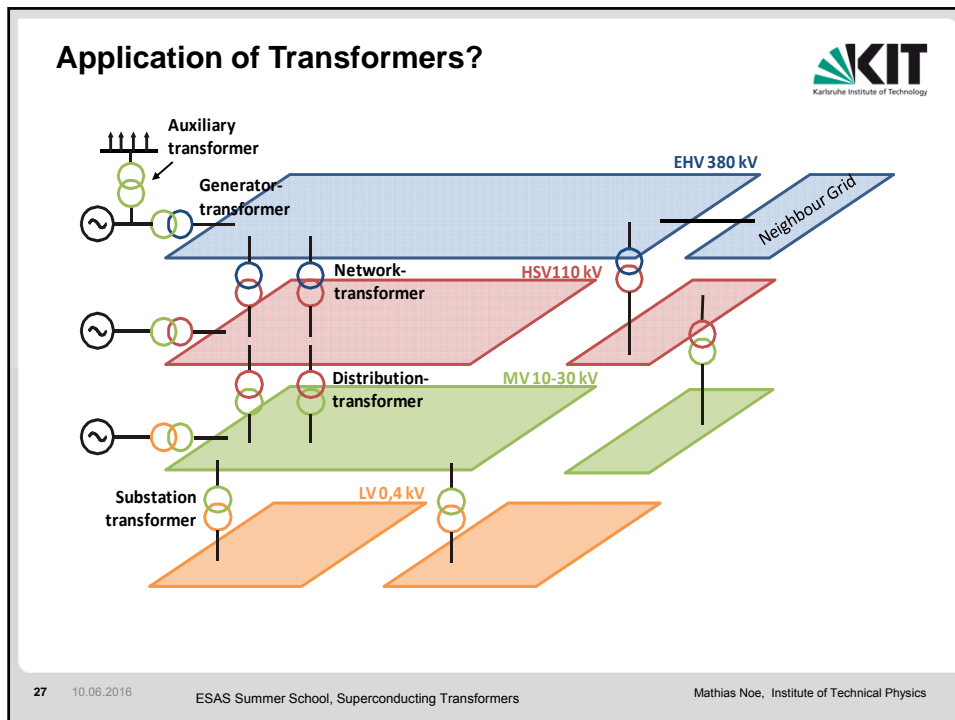 Application of Transformers?
KIT
Karlsruhe Institute of Technology
Auxiliary
transformer
EHV 380 kV
Generator-
transformer
Neighbour Grid
Network-
transformer
HSV110 kV
Distribution-
transformer
MV 10-30 kV
Substation
transformer
LV 0,4 kV
27 10.06.2016 ESAS Summer School, Superconducting Transformers Mathias Noe, Institute of Technical Physics